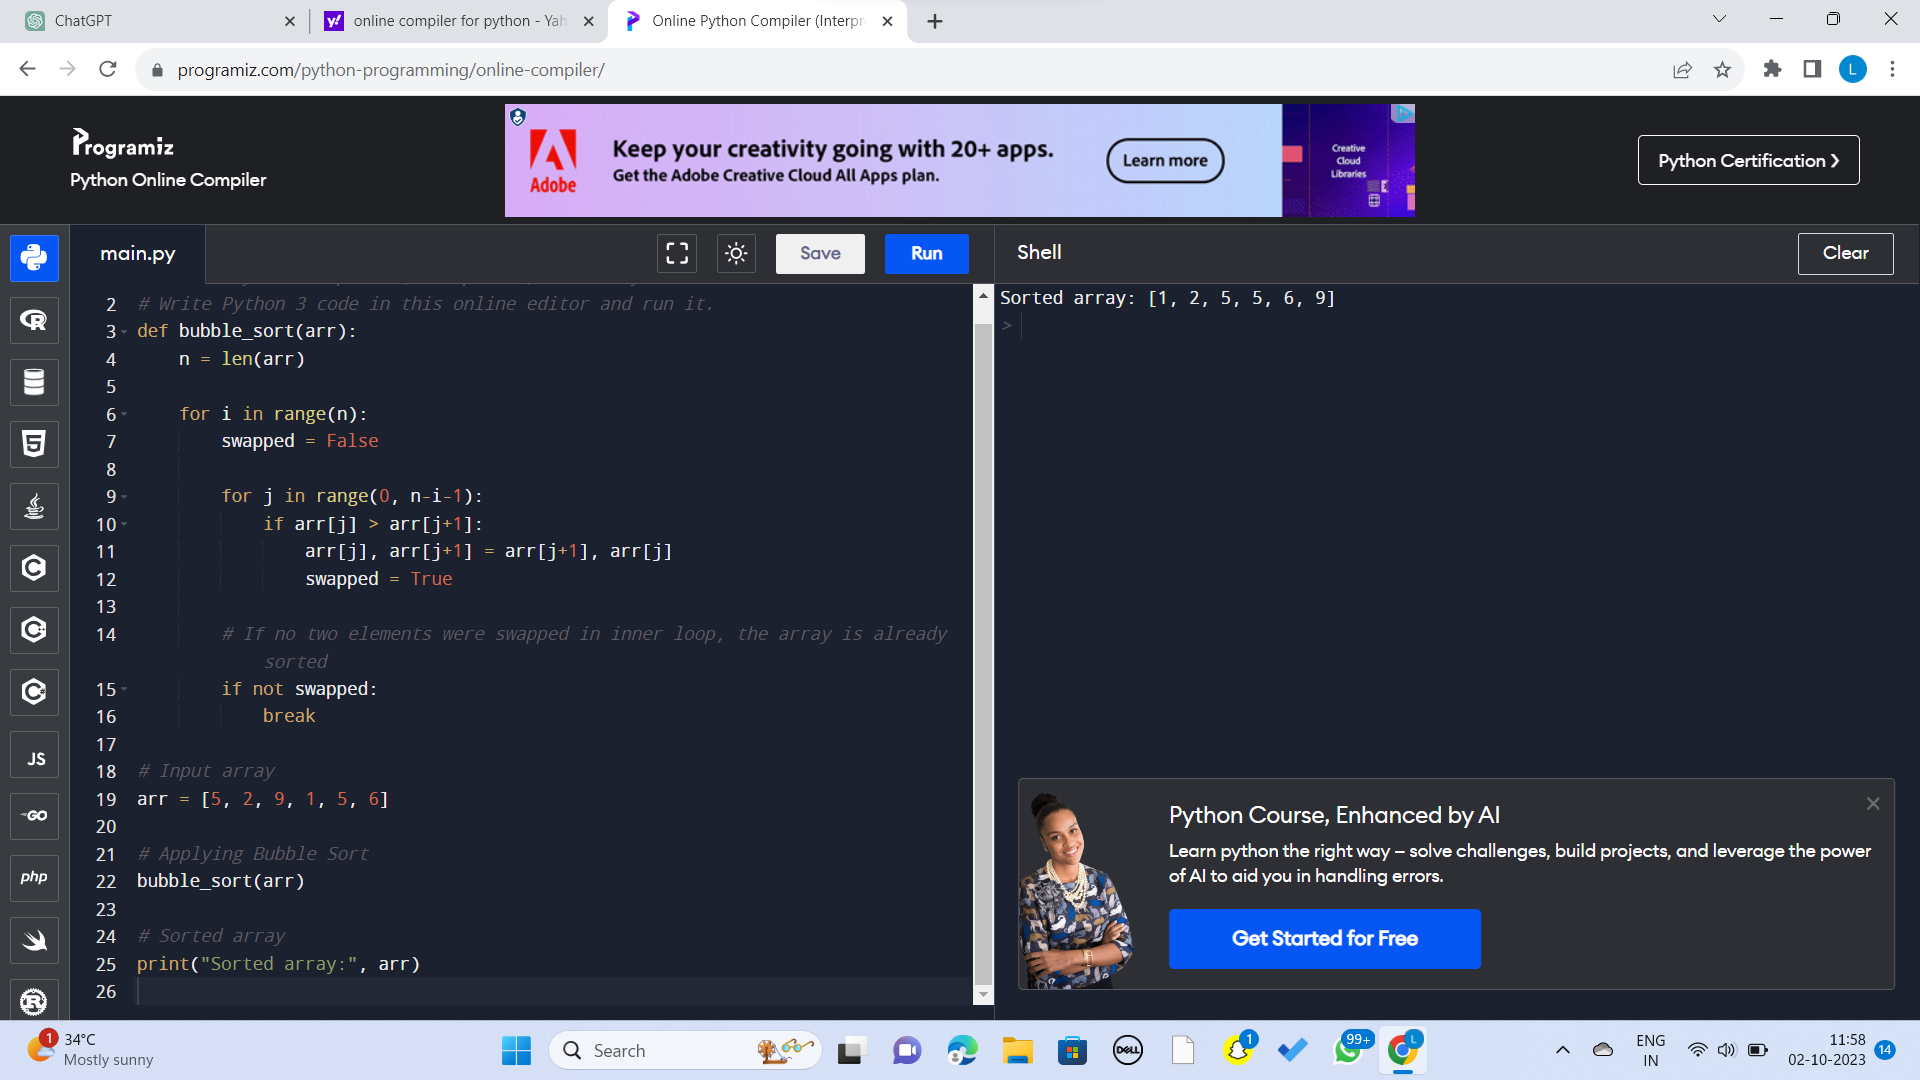 ChatGPT
online compiler for python - Yah
Online Python Compiler (Interpre
programiz.com/python-programming/online-compiler/
L
Programiz
Python Online Compiler
Adobe
Keep your creativity going with 20+ apps.
Get the Adobe Creative Cloud All Apps plan.
Learn more
Creative
Cloud
Libraries
Python Certification ❯
main.py
Save
Run
Shell
Clear
2 # Write Python 3 code in this online editor and run it.
3 def bubble_sort(arr):
4 n = len(arr)
5
6 for i in range(n):
7 swapped = False
8
9 for j in range(0, n-i-1):
10 if arr[j] > arr[j+1]:
11 arr[j], arr[j+1] = arr[j+1], arr[j]
12 swapped = True
13
14 # If no two elements were swapped in inner loop, the array is already
sorted
15 if not swapped:
16 break
17
18 # Input array
19 arr = [5, 2, 9, 1, 5, 6]
20
21 # Applying Bubble Sort
22 bubble_sort(arr)
23
24 # Sorted array
25 print("Sorted array:", arr)
26
Sorted array: [1, 2, 5, 5, 6, 9]
>
R
5
C
C
C
JS
GO
php
R
Python Course, Enhanced by AI
Learn python the right way – solve challenges, build projects, and leverage the power
of AI to aid you in handling errors.
Get Started for Free
1
34°C
Mostly sunny
Search
DELL
1
99+
L
ENG
IN
11:58
02-10-2023
14